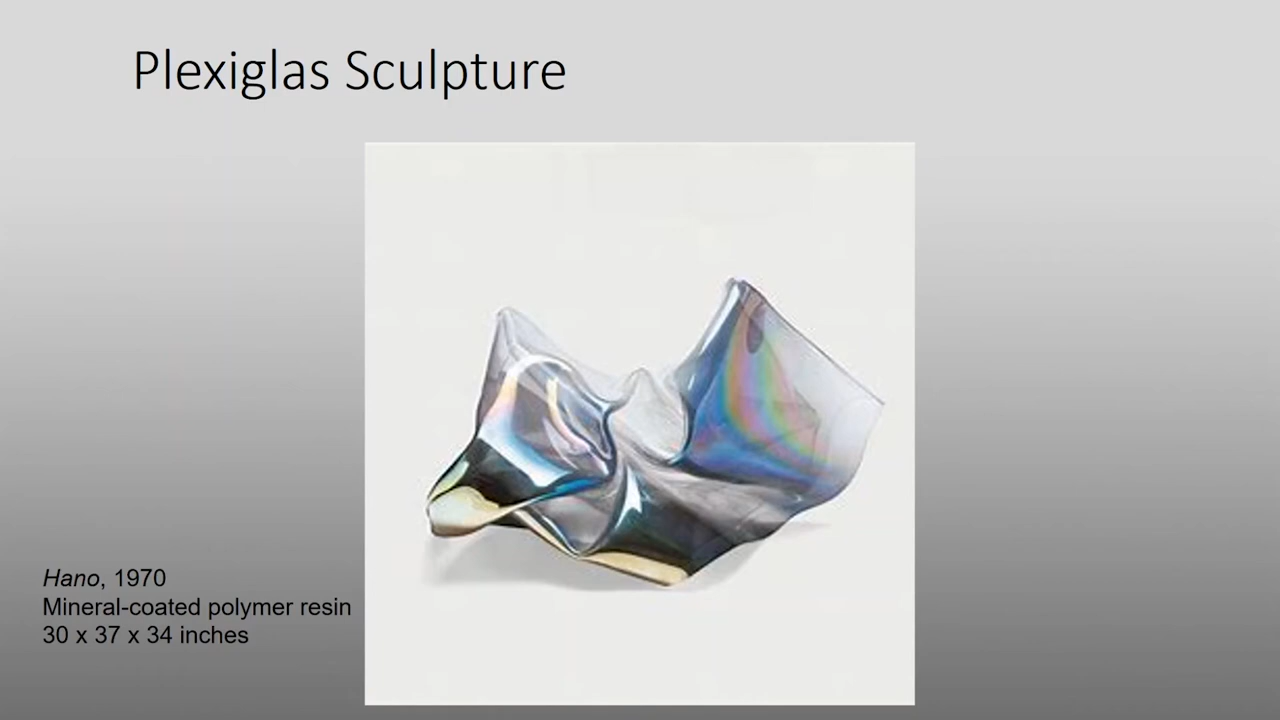 Plexiglas Sculpture
Hano, 1970
Mineral-coated polymer resin
30 x 37 x 34 inches